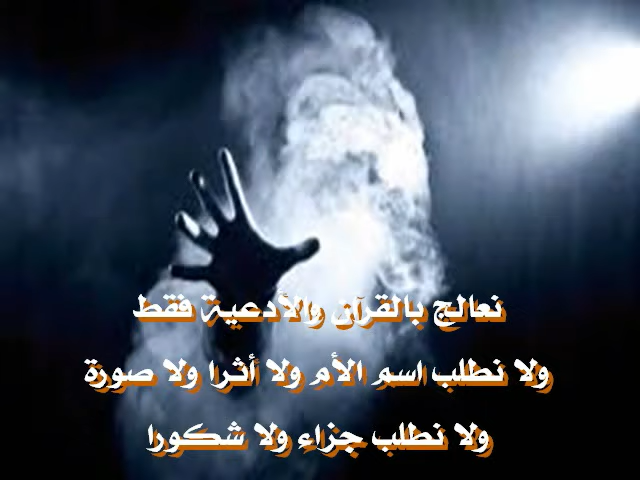 نعالج بالقرآن والأدعية فقط
ولا نطلب اسم الأم ولا أثرا ولا صورة
ولا نطلب جزاء ولا شكورا